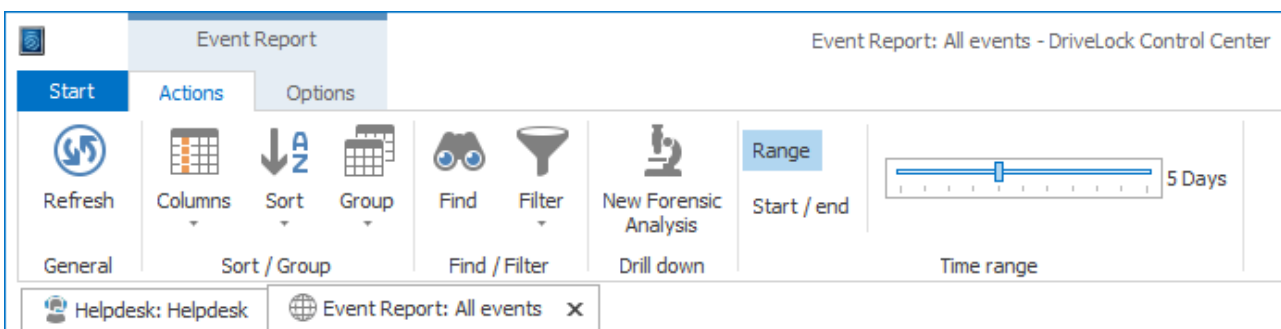 Event Report
Event Report: All events - DriveLock Control Center
Start
Actions
Options
Refresh
Columns
A
Z
Sort
Group
Find
Filter
New Forensic
Analysis
Range
Start / end
5 Days
General
Sort / Group
Find / Filter
Drill down
Time range
Helpdesk: Helpdesk
Event Report: All events